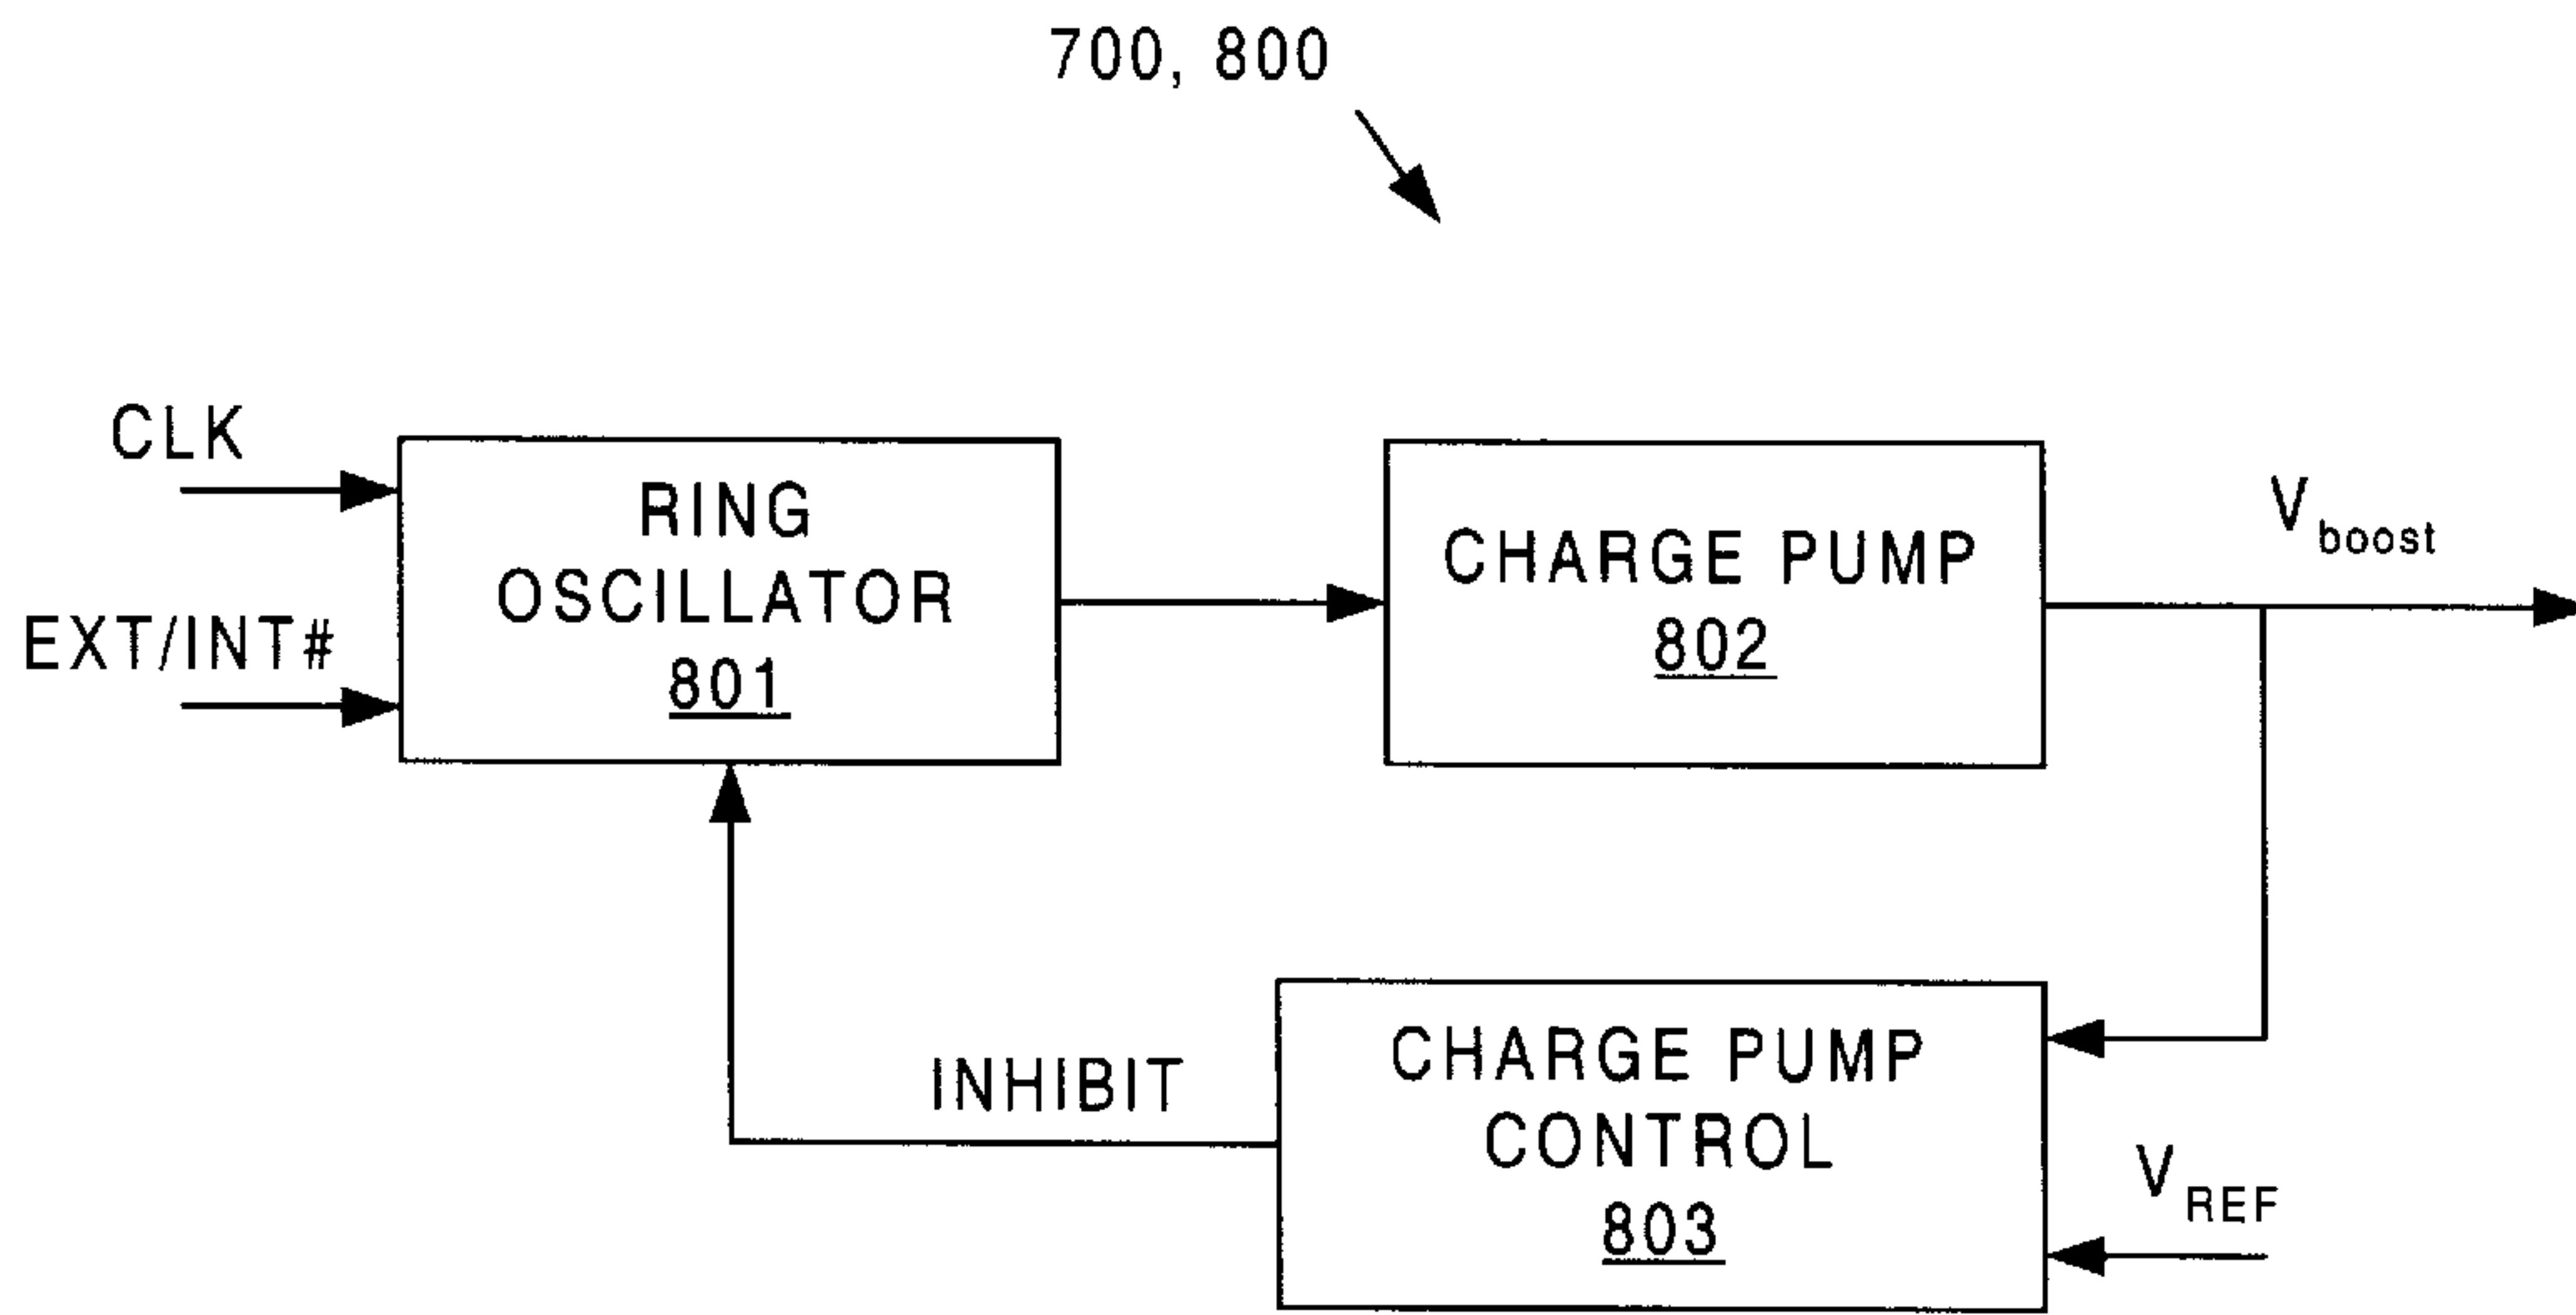 700, 800
CLK
EXT/INT#
RING
OSCILLATOR
801
CHARGE PUMP
802
V boost
INHIBIT
CHARGE PUMP
CONTROL
803
V REF